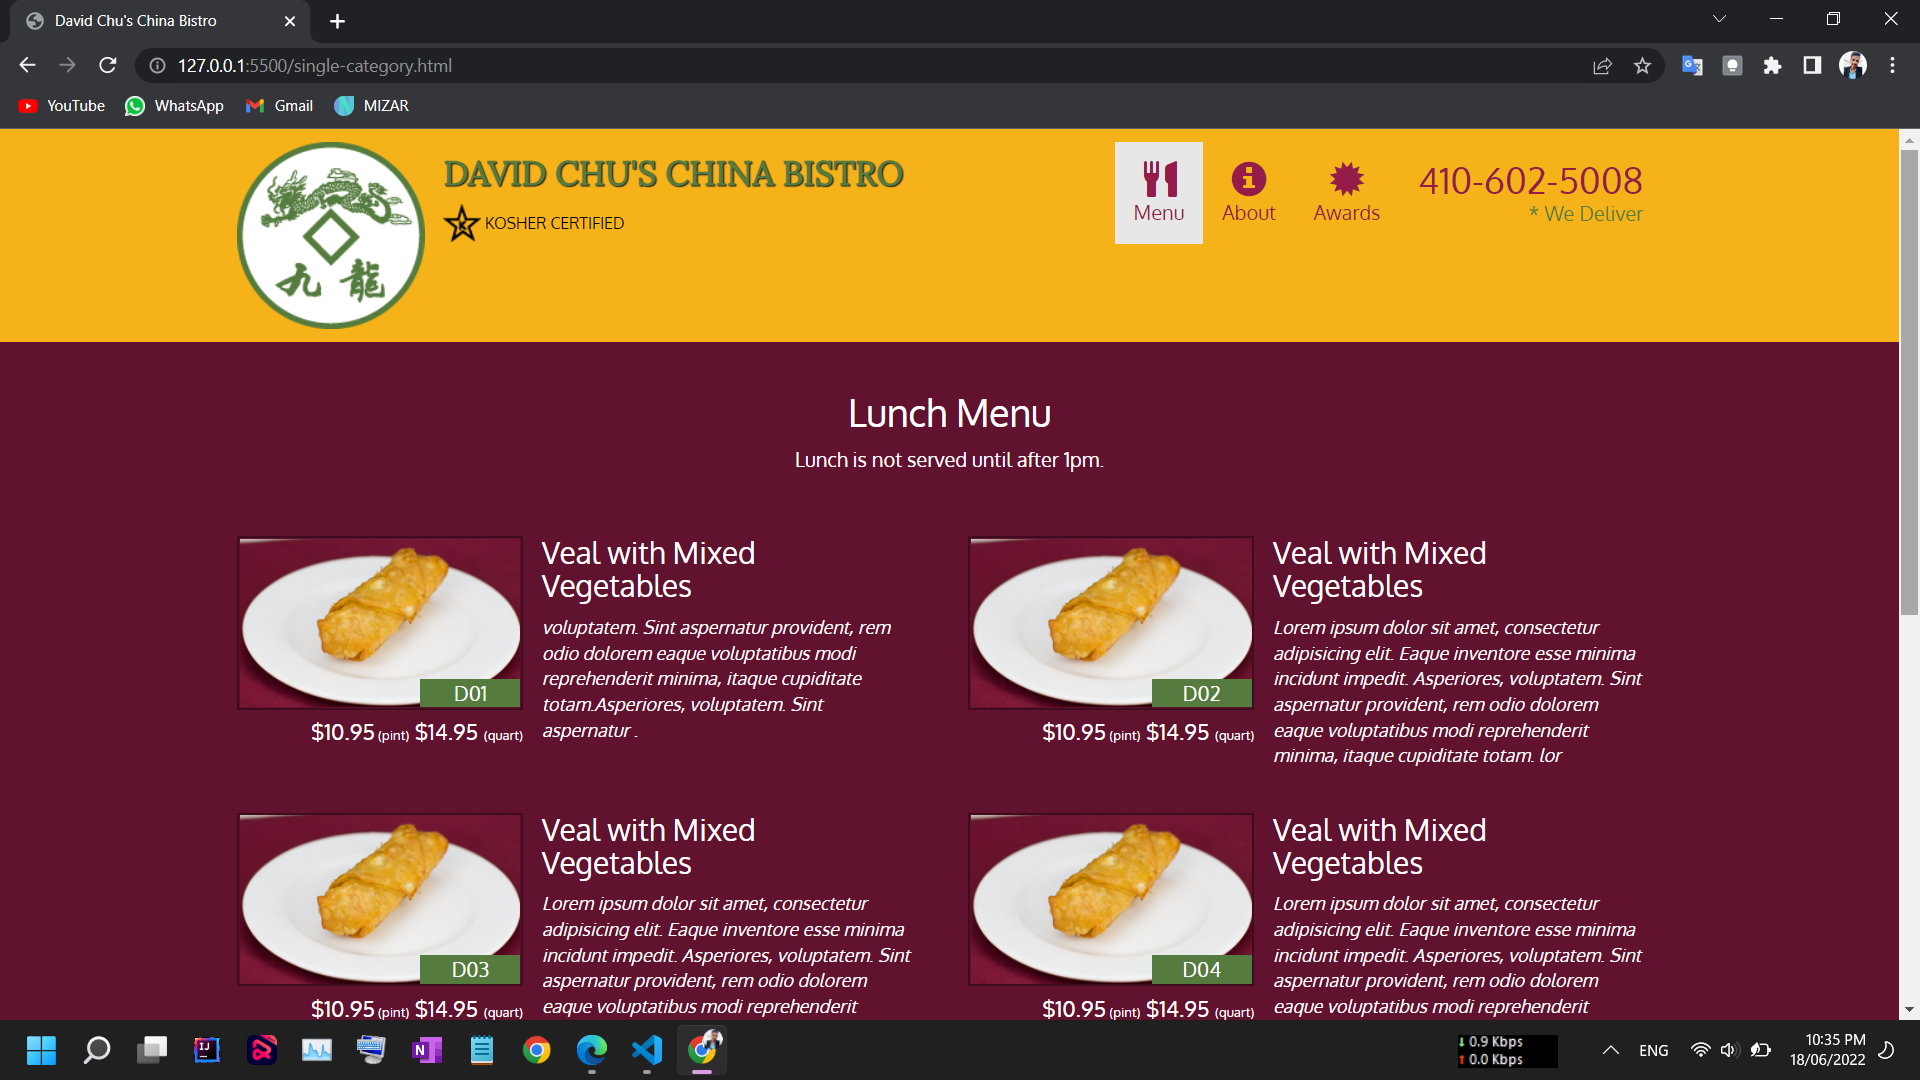 David Chu's China Bistro
127.0.0.1:5500/single-category.html
YouTube WhatsApp Gmail MIZAR
九 龍
DAVID CHU'S CHINA BISTRO
K KOSHER CERTIFIED
Menu
About
Awards
410-602-5008
* We Deliver
Lunch Menu
Lunch is not served until after 1pm.
D01
$10.95 (pint) $14.95 (quart)
Veal with Mixed
Vegetables
voluptatem. Sint aspernatur provident, rem
odio dolorem eaque voluptatibus modi
reprehenderit minima, itaque cupiditate
totam.Asperiores, voluptatem. Sint
aspernatur .
D02
$10.95 (pint) $14.95 (quart)
Veal with Mixed
Vegetables
Lorem ipsum dolor sit amet, consectetur
adipisicing elit. Eaque inventore esse minima
incidunt impedit. Asperiores, voluptatem. Sint
aspernatur provident, rem odio dolorem
eaque voluptatibus modi reprehenderit
minima, itaque cupiditate totam. lor
D03
$10.95 (pint) $14.95 (quart)
Veal with Mixed
Vegetables
Lorem ipsum dolor sit amet, consectetur
adipisicing elit. Eaque inventore esse minima
incidunt impedit. Asperiores, voluptatem. Sint
aspernatur provident, rem odio dolorem
eaque voluptatibus modi reprehenderit
D04
$10.95 (pint) $14.95 (quart)
Veal with Mixed
Vegetables
Lorem ipsum dolor sit amet, consectetur
adipisicing elit. Eaque inventore esse minima
incidunt impedit. Asperiores, voluptatem. Sint
aspernatur provident, rem odio dolorem
eaque voluptatibus modi reprehenderit
0.9 Kbps
0.0 Kbps
ENG
10:35 PM
18/06/2022